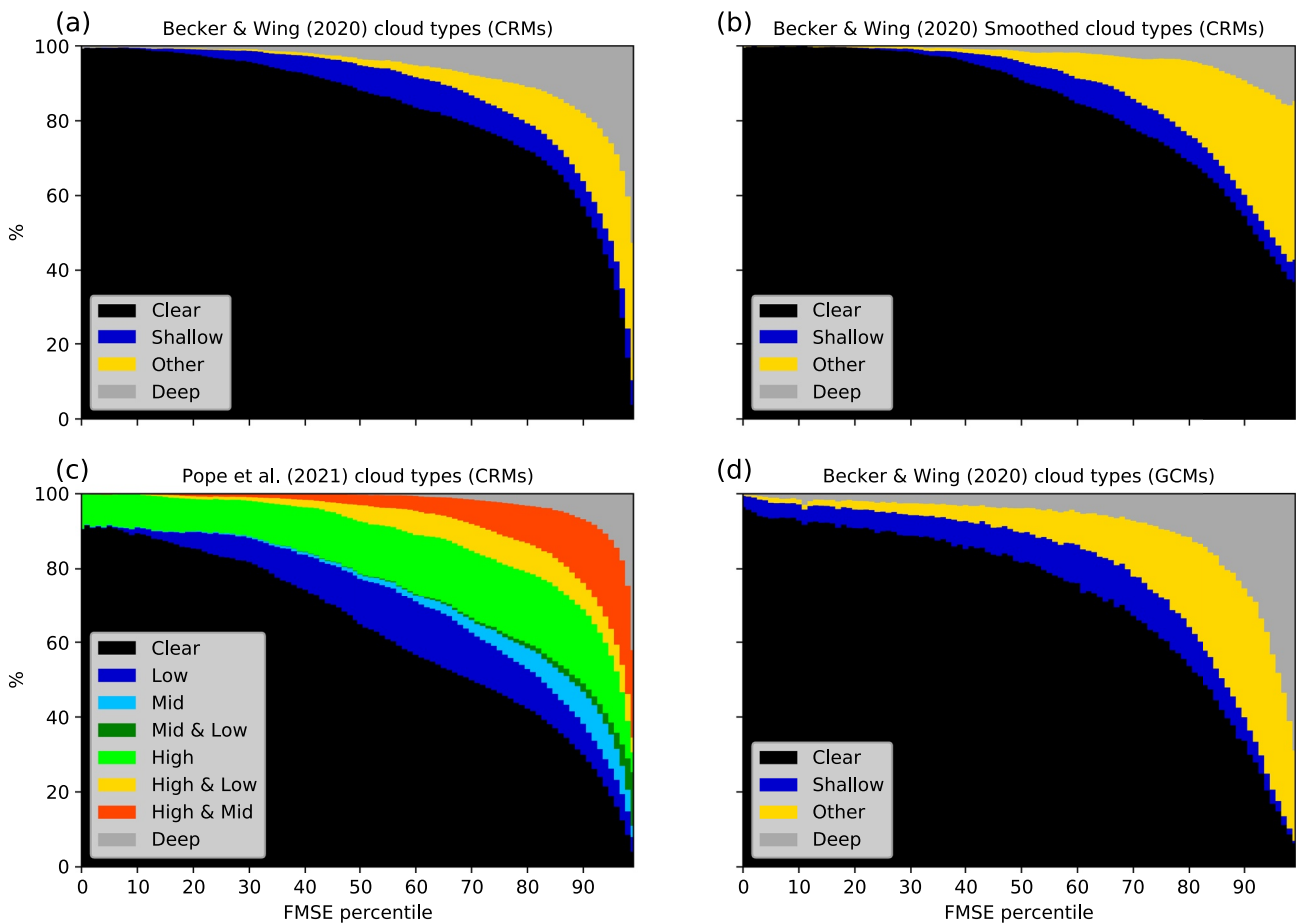 (a)
Becker & Wing (2020) cloud types (CRMs)
100
80
60
40
20
0
%
Clear
Shallow
Other
Deep
(b)
Becker & Wing (2020) Smoothed cloud types (CRMs)
Clear
Shallow
Other
Deep
(c)
Pope et al. (2021) cloud types (CRMs)
100
80
60
40
20
0
%
Clear
Low
Mid
Mid & Low
High
High & Low
High & Mid
Deep
0 10 20 30 40 50 60 70 80 90
FMSE percentile
(d)
Becker & Wing (2020) cloud types (GCMs)
Clear
Shallow
Other
Deep
0 10 20 30 40 50 60 70 80 90
FMSE percentile